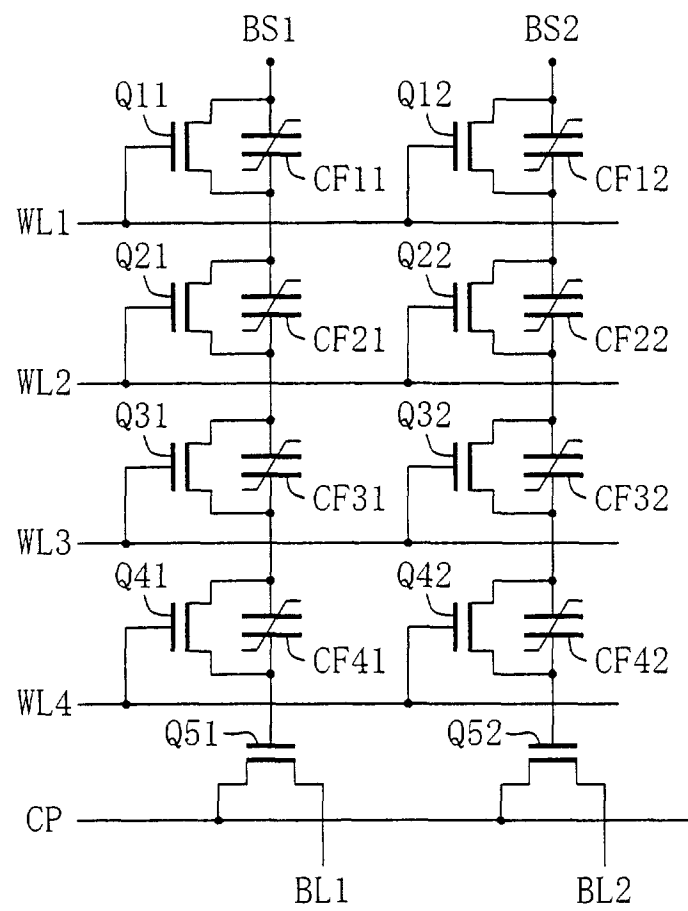 BS1 BS2
Q11 Q12
CF11 CF12
WL1
Q21 Q22
CF21 CF22
WL2
Q31 Q32
CF31 CF32
WL3
Q41 Q42
CF41 CF42
WL4
Q51 Q52
CP
BL1 BL2